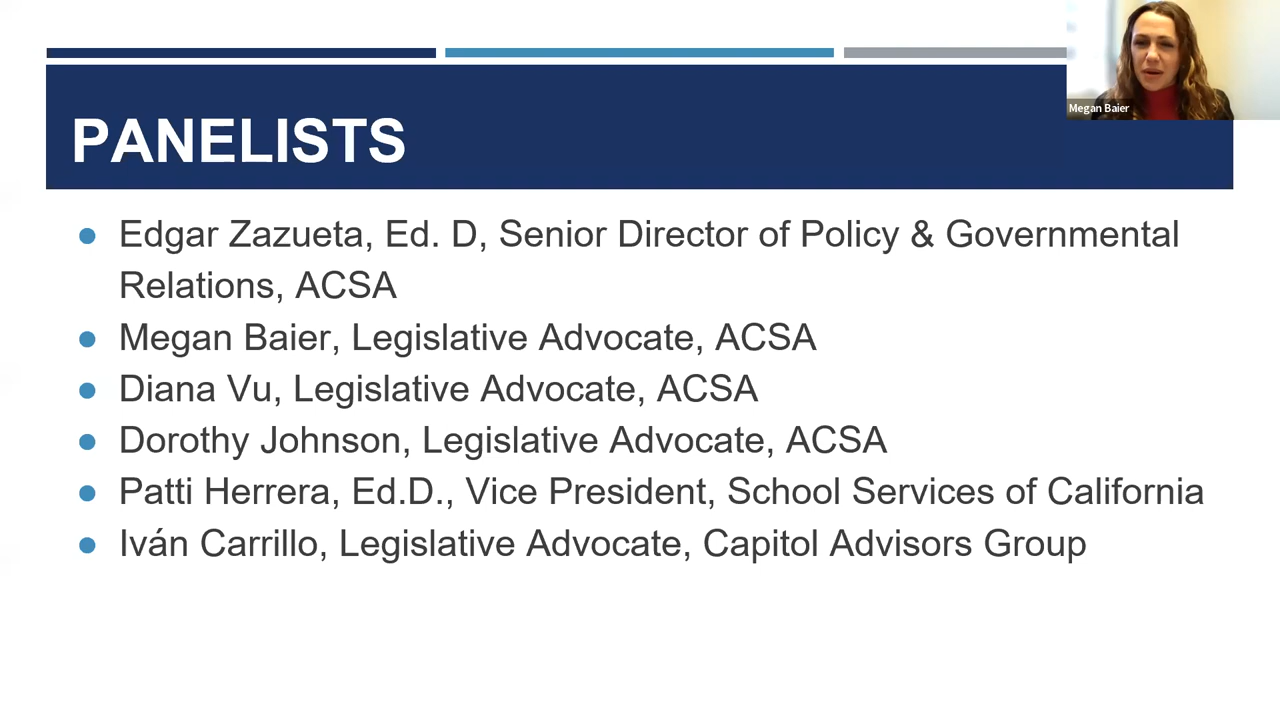 Megan Baier
PANELISTS
● Edgar Zazueta, Ed. D, Senior Director of Policy & Governmental
Relations, ACSA
● Megan Baier, Legislative Advocate, ACSA
● Diana Vu, Legislative Advocate, ACSA
● Dorothy Johnson, Legislative Advocate, ACSA
● Patti Herrera, Ed.D., Vice President, School Services of California
● Iván Carrillo, Legislative Advocate, Capitol Advisors Group